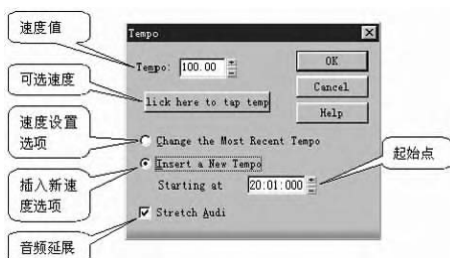 速度值
Tempo
Tempo: 100.00
OK
可选速度
lick here to tap temp
Cancel
Help
速度设置
选项
Change the Most Recent Tempo
Insert a New Tempo
起始点
插入新速
度选项
Starting at 20:01:000
Stretch Audi
音频延展